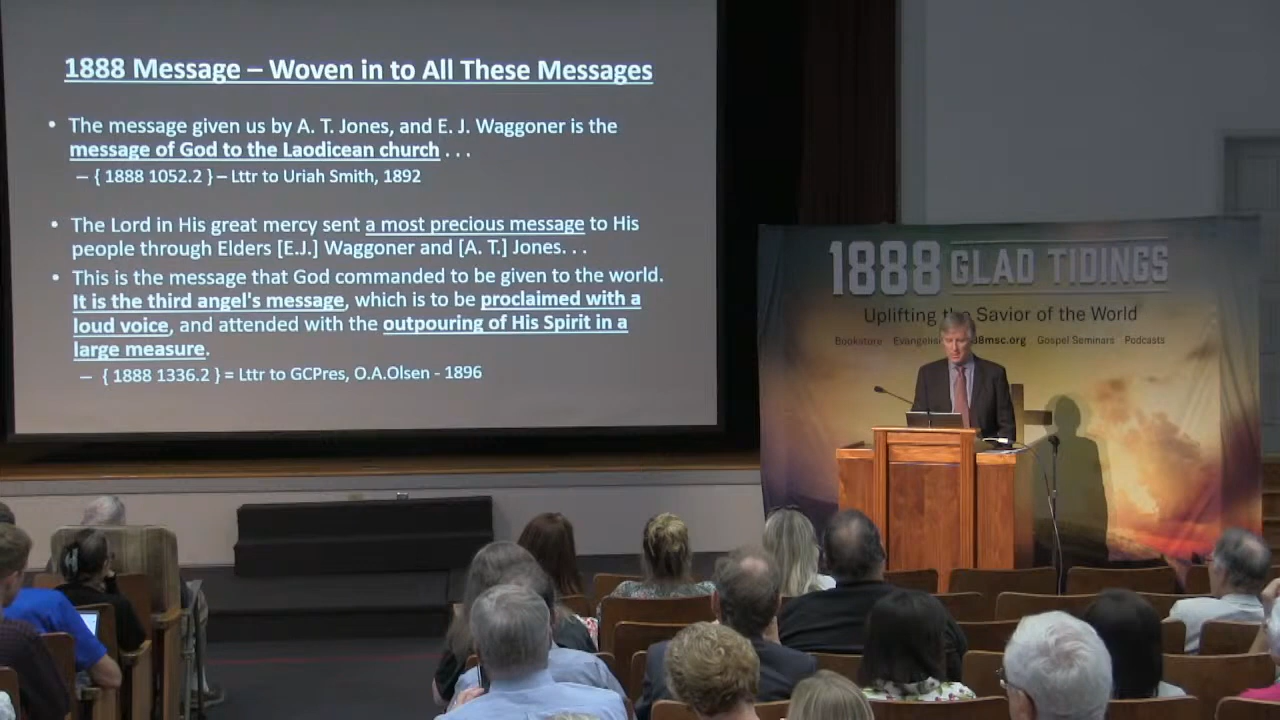 1888 Message – Woven in to All These Messages
• The message given us by A. T. Jones, and E. J. Waggoner is the
message of God to the Laodicean church . . .
– { 1888 1052.2 } – Lttr to Uriah Smith, 1892
• The Lord in His great mercy sent a most precious message to His
people through Elders [E.J.] Waggoner and [A. T.] Jones. . .
• This is the message that God commanded to be given to the world.
It is the third angel's message, which is to be proclaimed with a
loud voice, and attended with the outpouring of His Spirit in a
large measure.
– { 1888 1336.2 } = Lttr to GCPres, O.A.Olsen - 1896
1888 GLAD TIDINGS
Uplifting the Savior of the World
Bookstore 88msc.org Gospel Seminars Podcasts